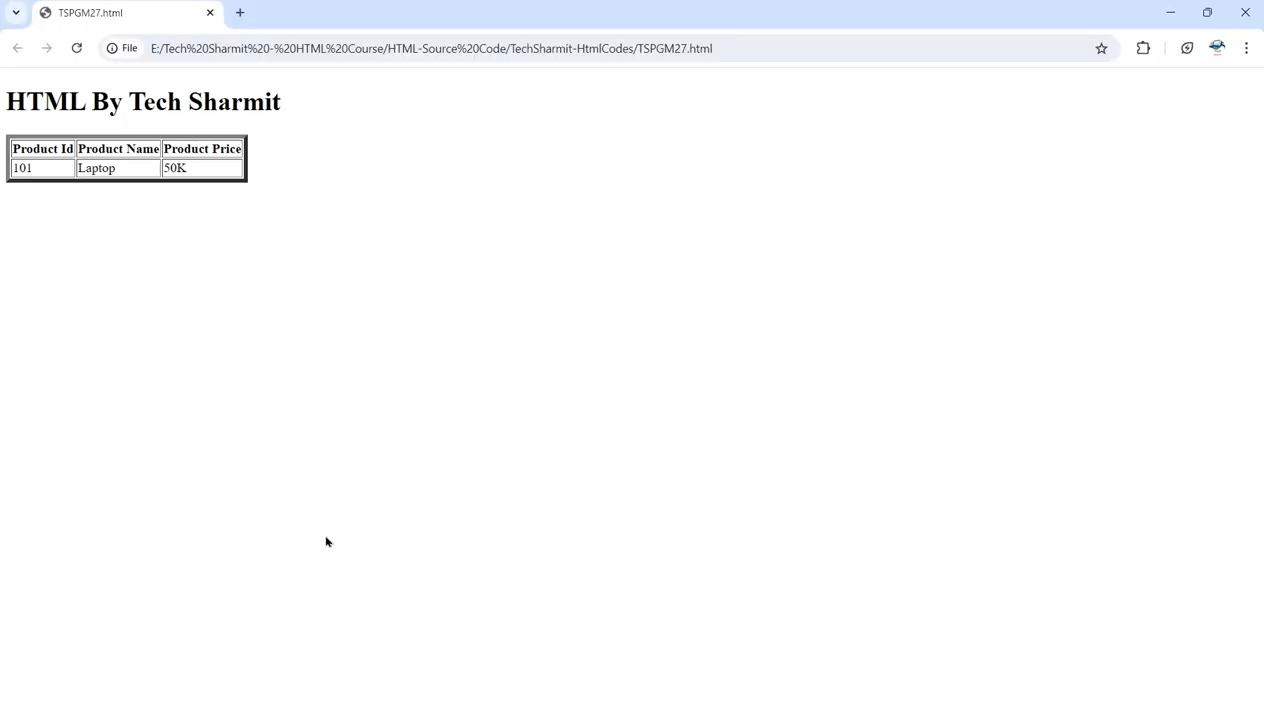 TSPGM27.html
File E:/Tech%20Sharmit%20-%20HTML%20Course/HTML-Source%20Code/TechSharmit-HtmlCodes/TSPGM27.html
HTML By Tech Sharmit
Product Id Product Name Product Price
101 Laptop 50K